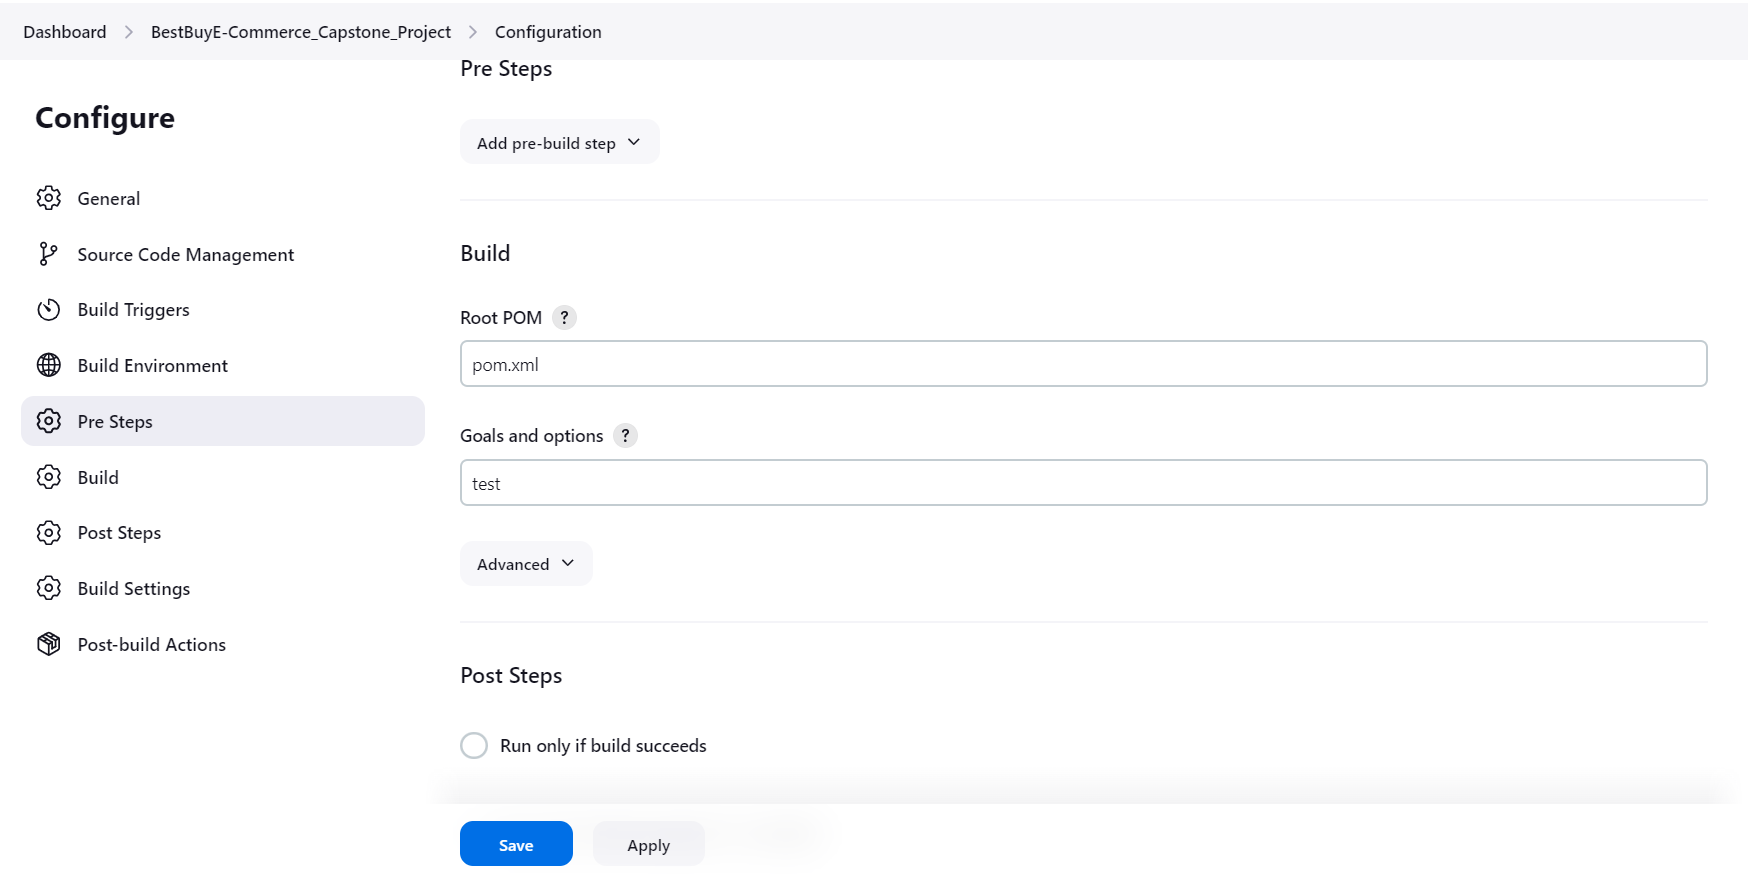 Dashboard > BestBuyE-Commerce_Capstone_Project > Configuration
Configure
General
Source Code Management
Build Triggers
Build Environment
Pre Steps
Build
Post Steps
Build Settings
Post-build Actions
Pre Steps
Add pre-build step
Build
Root POM ?
pom.xml
Goals and options ?
test
Advanced
Post Steps
Run only if build succeeds
Save Apply